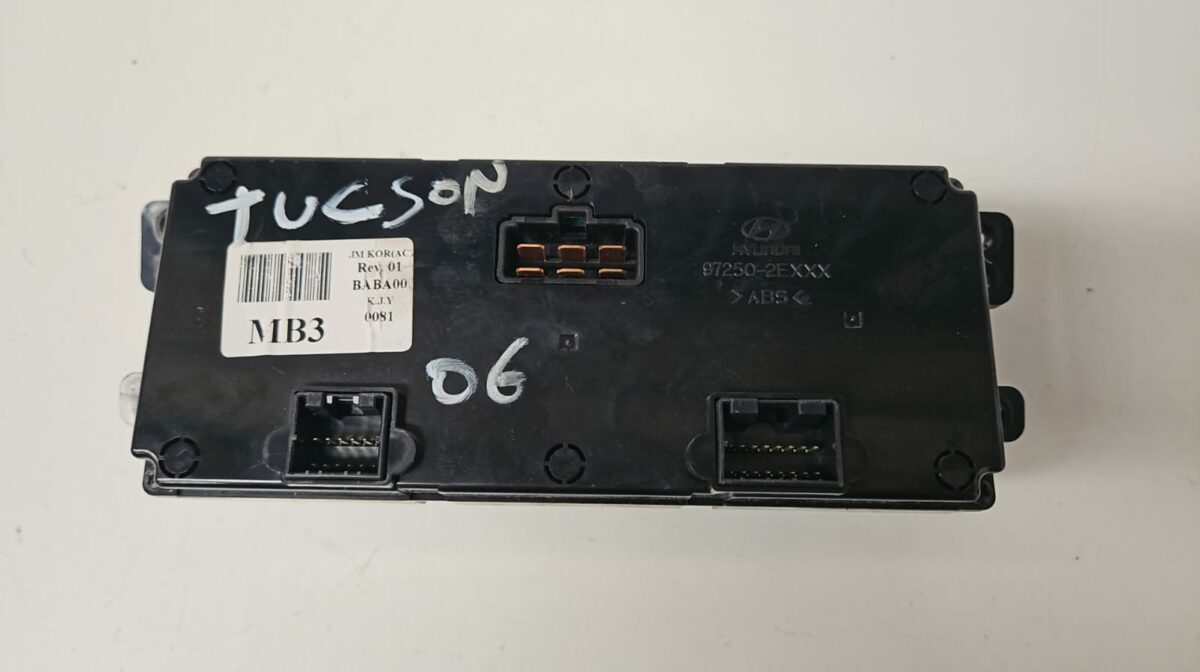 TUCSON
JM KOR(AC
Rev. 01
BABA00
K.J.Y
0081
MB3
HYUNDAI
97250-2EXXX
>ABS<
06